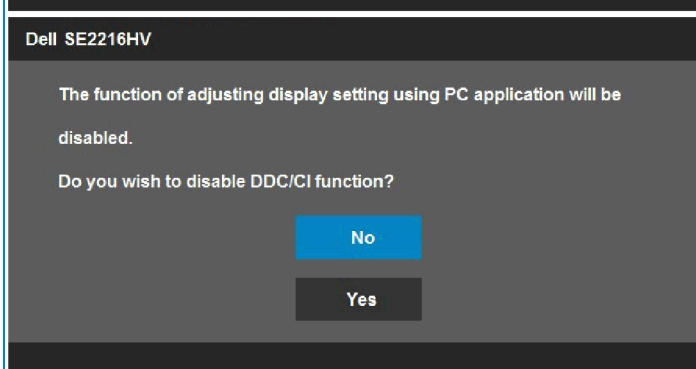 Dell SE2216HV
The function of adjusting display setting using PC application will be
disabled.
Do you wish to disable DDC/CI function?
No
Yes